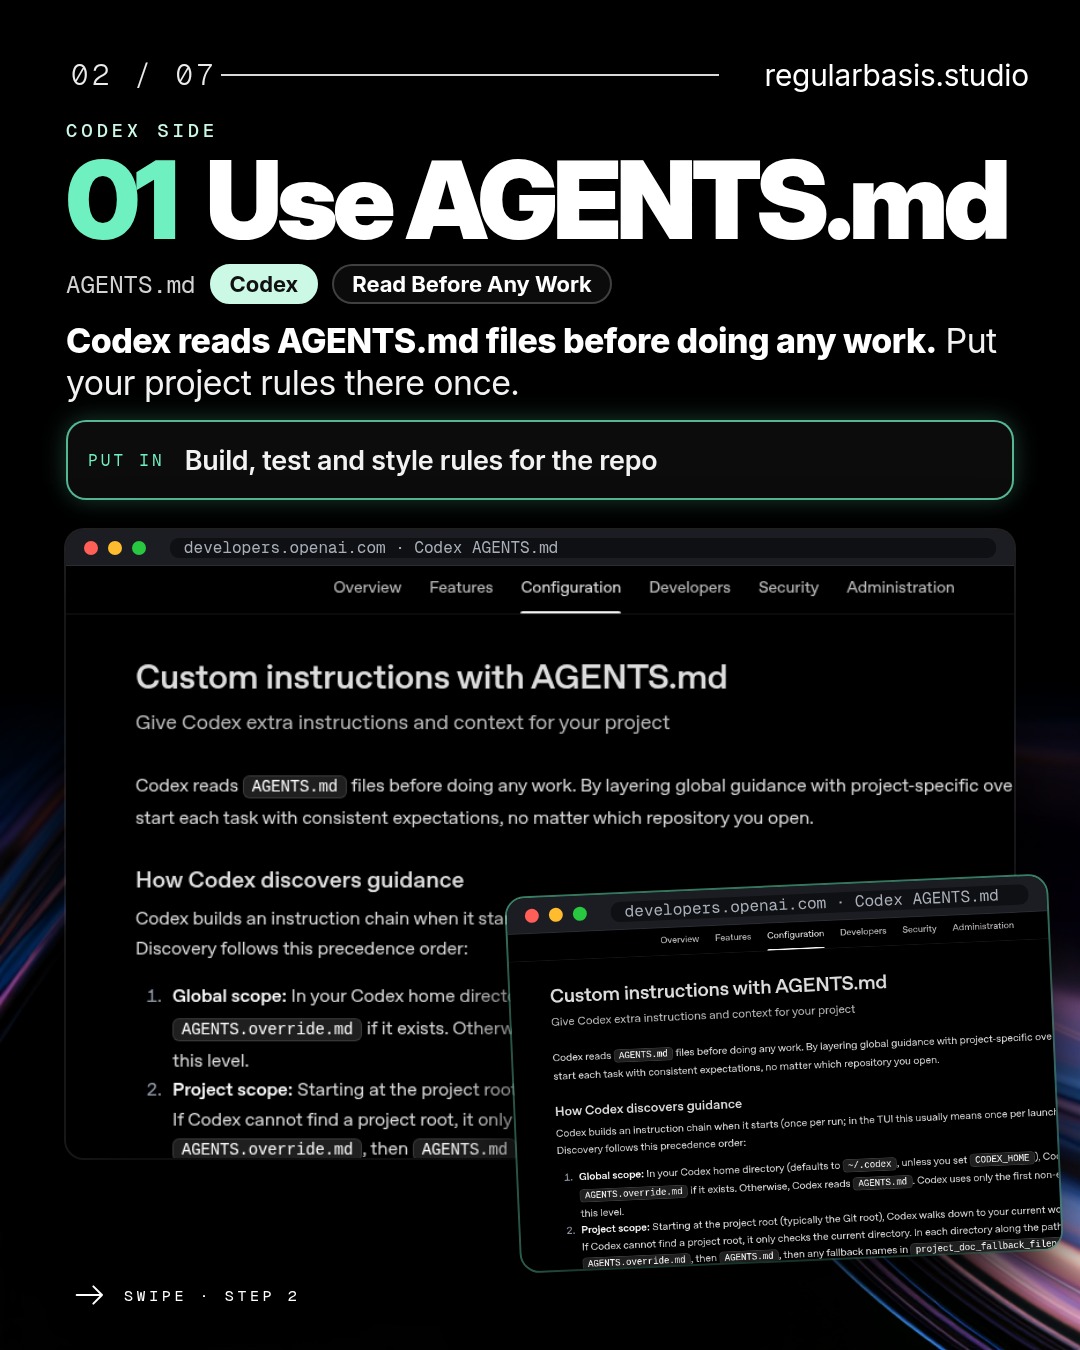 02 / 07
regularbasis.studio
CODEX SIDE
01 Use AGENTS.md
AGENTS.md Codex Read Before Any Work
Codex reads AGENTS.md files before doing any work. Put
your project rules there once.
PUT IN Build, test and style rules for the repo
developers.openai.com · Codex AGENTS.md
Overview Features Configuration Developers Security Administration
Custom instructions with AGENTS.md
Give Codex extra instructions and context for your project
Codex reads AGENTS.md files before doing any work. By layering global guidance with project-specific ove
start each task with consistent expectations, no matter which repository you open.
How Codex discovers guidance
Codex builds an instruction chain when it sta
Discovery follows this precedence order:
1. Global scope: In your Codex home direct
AGENTS.override.md if it exists. Otherw
this level.
2. Project scope: Starting at the project root
If Codex cannot find a project root, it only
AGENTS.override.md, then AGENTS.md
developers.openai.com · Codex AGENTS.md
Overview Features Configuration Developers Security Administration
Custom instructions with AGENTS.md
Give Codex extra instructions and context for your project
Codex reads AGENTS.md files before doing any work. By layering global guidance with project-specific ove
start each task with consistent expectations, no matter which repository you open.
How Codex discovers guidance
Codex builds an instruction chain when it starts (once per run; in the TUI this usually means once per launch
Discovery follows this precedence order:
1. Global scope: In your Codex home directory (defaults to ~/.codex, unless you set CODEX_HOME), Co
AGENTS.override.md if it exists. Otherwise, Codex reads AGENTS.md. Codex uses only the first non-e
this level.
2. Project scope: Starting at the project root (typically the Git root), Codex walks down to your current wo
If Codex cannot find a project root, it only checks the current directory. In each directory along the path
AGENTS.override.md, then AGENTS.md, then any fallback names in project_doc_fallback_filen
SWIPE · STEP 2